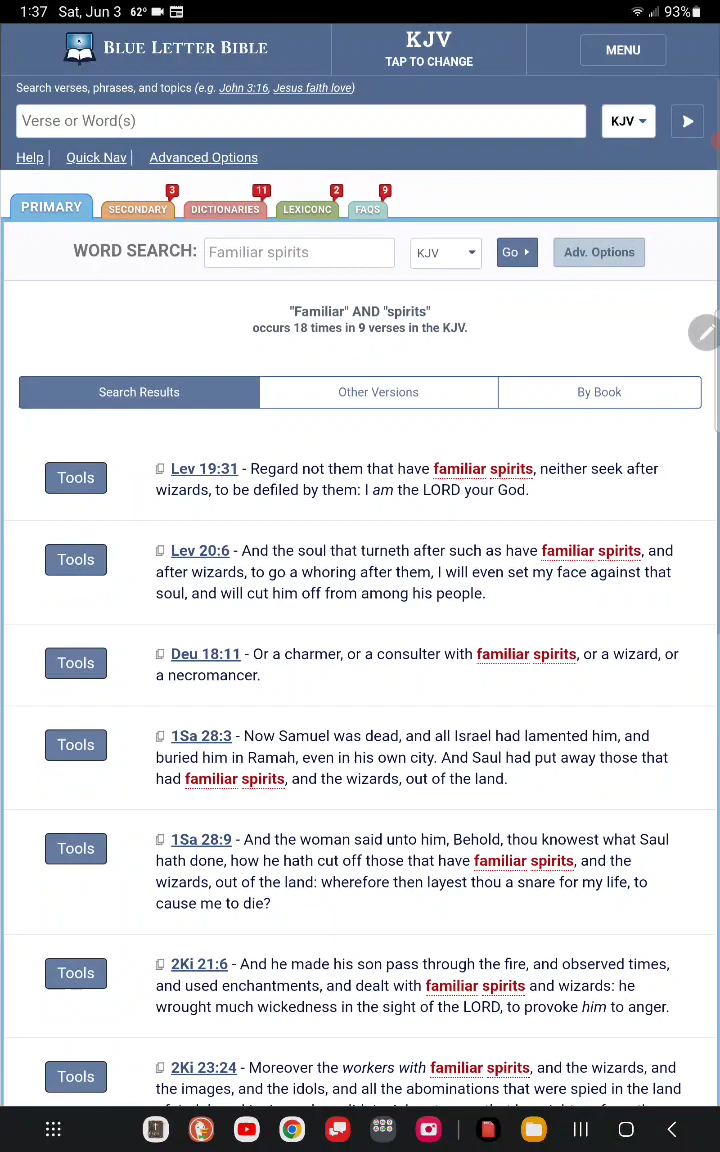 1:37 Sat, Jun 3 62° 93%
BLUE LETTER BIBLE
KJV
TAP TO CHANGE
MENU
Search verses, phrases, and topics (e.g. John 3:16, Jesus faith love)
Verse or Word(s)
KJV
Help | Quick Nav | Advanced Options
PRIMARY
SECONDARY 3
DICTIONARIES 11
LEXICONC 2
FAQS 9
WORD SEARCH: Familiar spirits KJV Go Adv. Options
"Familiar" AND "spirits"
occurs 18 times in 9 verses in the KJV.
Search Results Other Versions By Book
Tools
Lev 19:31 - Regard not them that have familiar spirits, neither seek after
wizards, to be defiled by them: I am the LORD your God.
Tools
Lev 20:6 - And the soul that turneth after such as have familiar spirits, and
after wizards, to go a whoring after them, I will even set my face against that
soul, and will cut him off from among his people.
Tools
Deu 18:11 - Or a charmer, or a consulter with familiar spirits, or a wizard, or
a necromancer.
Tools
1Sa 28:3 - Now Samuel was dead, and all Israel had lamented him, and
buried him in Ramah, even in his own city. And Saul had put away those that
had familiar spirits, and the wizards, out of the land.
Tools
1Sa 28:9 - And the woman said unto him, Behold, thou knowest what Saul
hath done, how he hath cut off those that have familiar spirits, and the
wizards, out of the land: wherefore then layest thou a snare for my life, to
cause me to die?
Tools
2Ki 21:6 - And he made his son pass through the fire, and observed times,
and used enchantments, and dealt with familiar spirits and wizards: he
wrought much wickedness in the sight of the LORD, to provoke him to anger.
Tools
2Ki 23:24 - Moreover the workers with familiar spirits, and the wizards, and
the images, and the idols, and all the abominations that were spied in the land